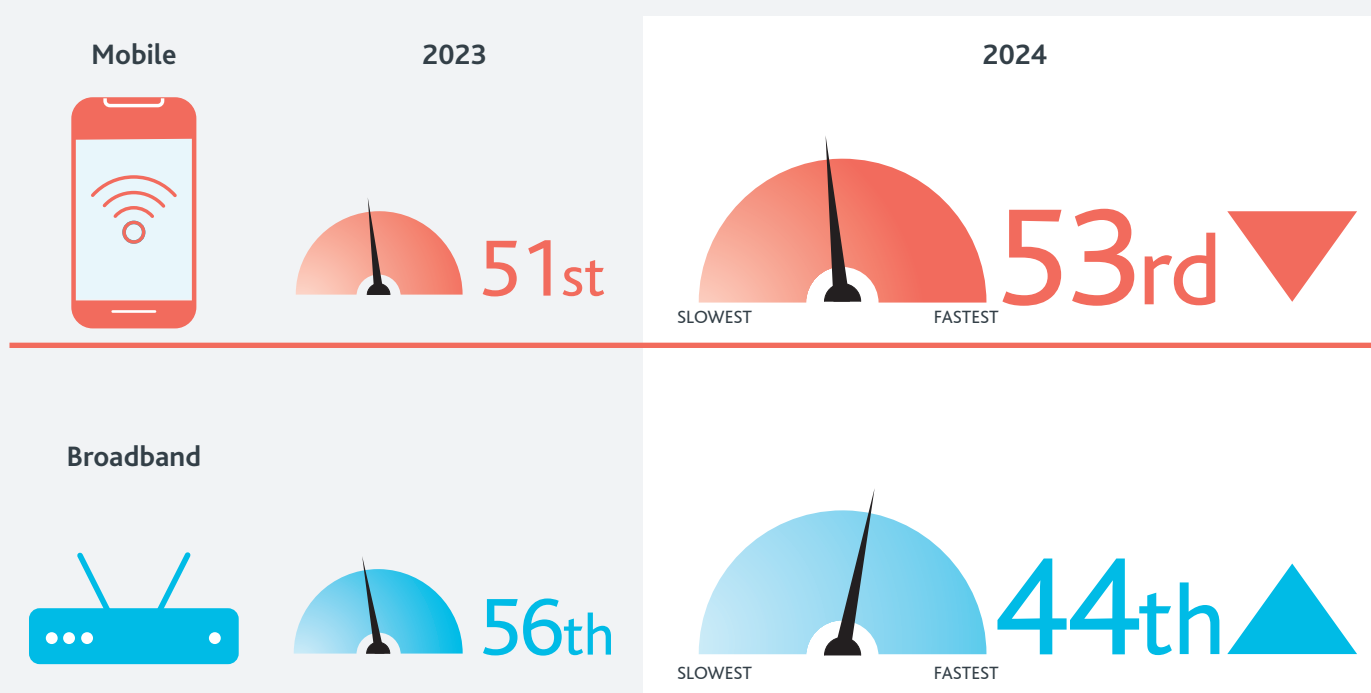 Mobile
2023
2024
51st
53rd
SLOWEST
FASTEST
Broadband
56th
44th
SLOWEST
FASTEST